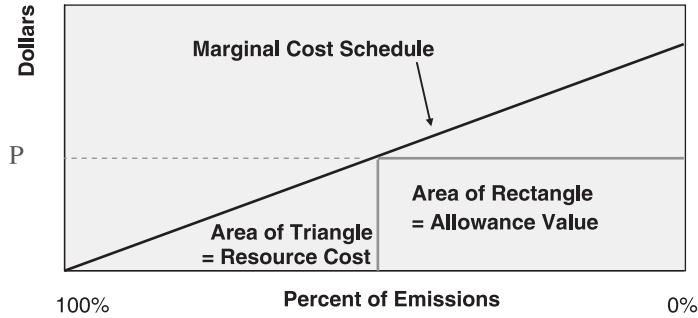 Dollars
Marginal Cost Schedule
P
Area of Rectangle
= Allowance Value
Area of Triangle
= Resource Cost
100%
Percent of Emissions
0%